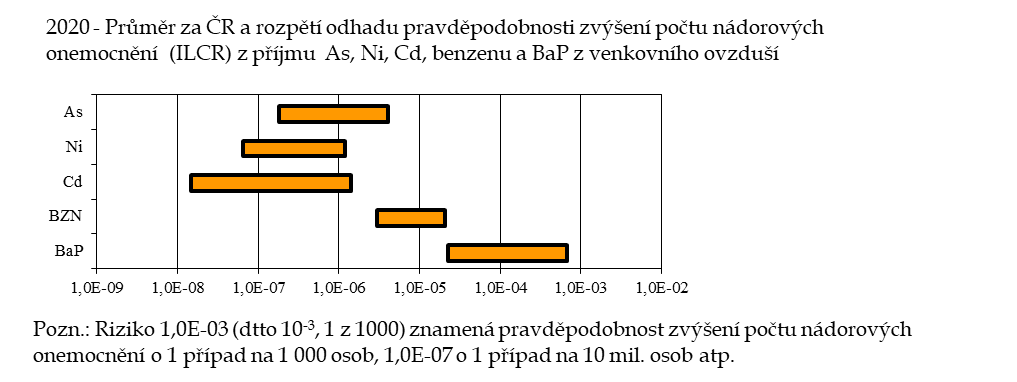 2020 - Průměr za ČR a rozpětí odhadu pravděpodobnosti zvýšení počtu nádorových
onemocnění (ILCR) z příjmu As, Ni, Cd, benzenu a BaP z venkovního ovzduší
As
Ni
Cd
BZN
BaP
1,0E-09 1,0E-08 1,0E-07 1,0E-06 1,0E-05 1,0E-04 1,0E-03 1,0E-02
Pozn.: Riziko 1,0E-03 (dtto 10⁻³, 1 z 1000) znamená pravděpodobnost zvýšení počtu nádorových
onemocnění o 1 případ na 1 000 osob, 1,0E-07 o 1 případ na 10 mil. osob atp.